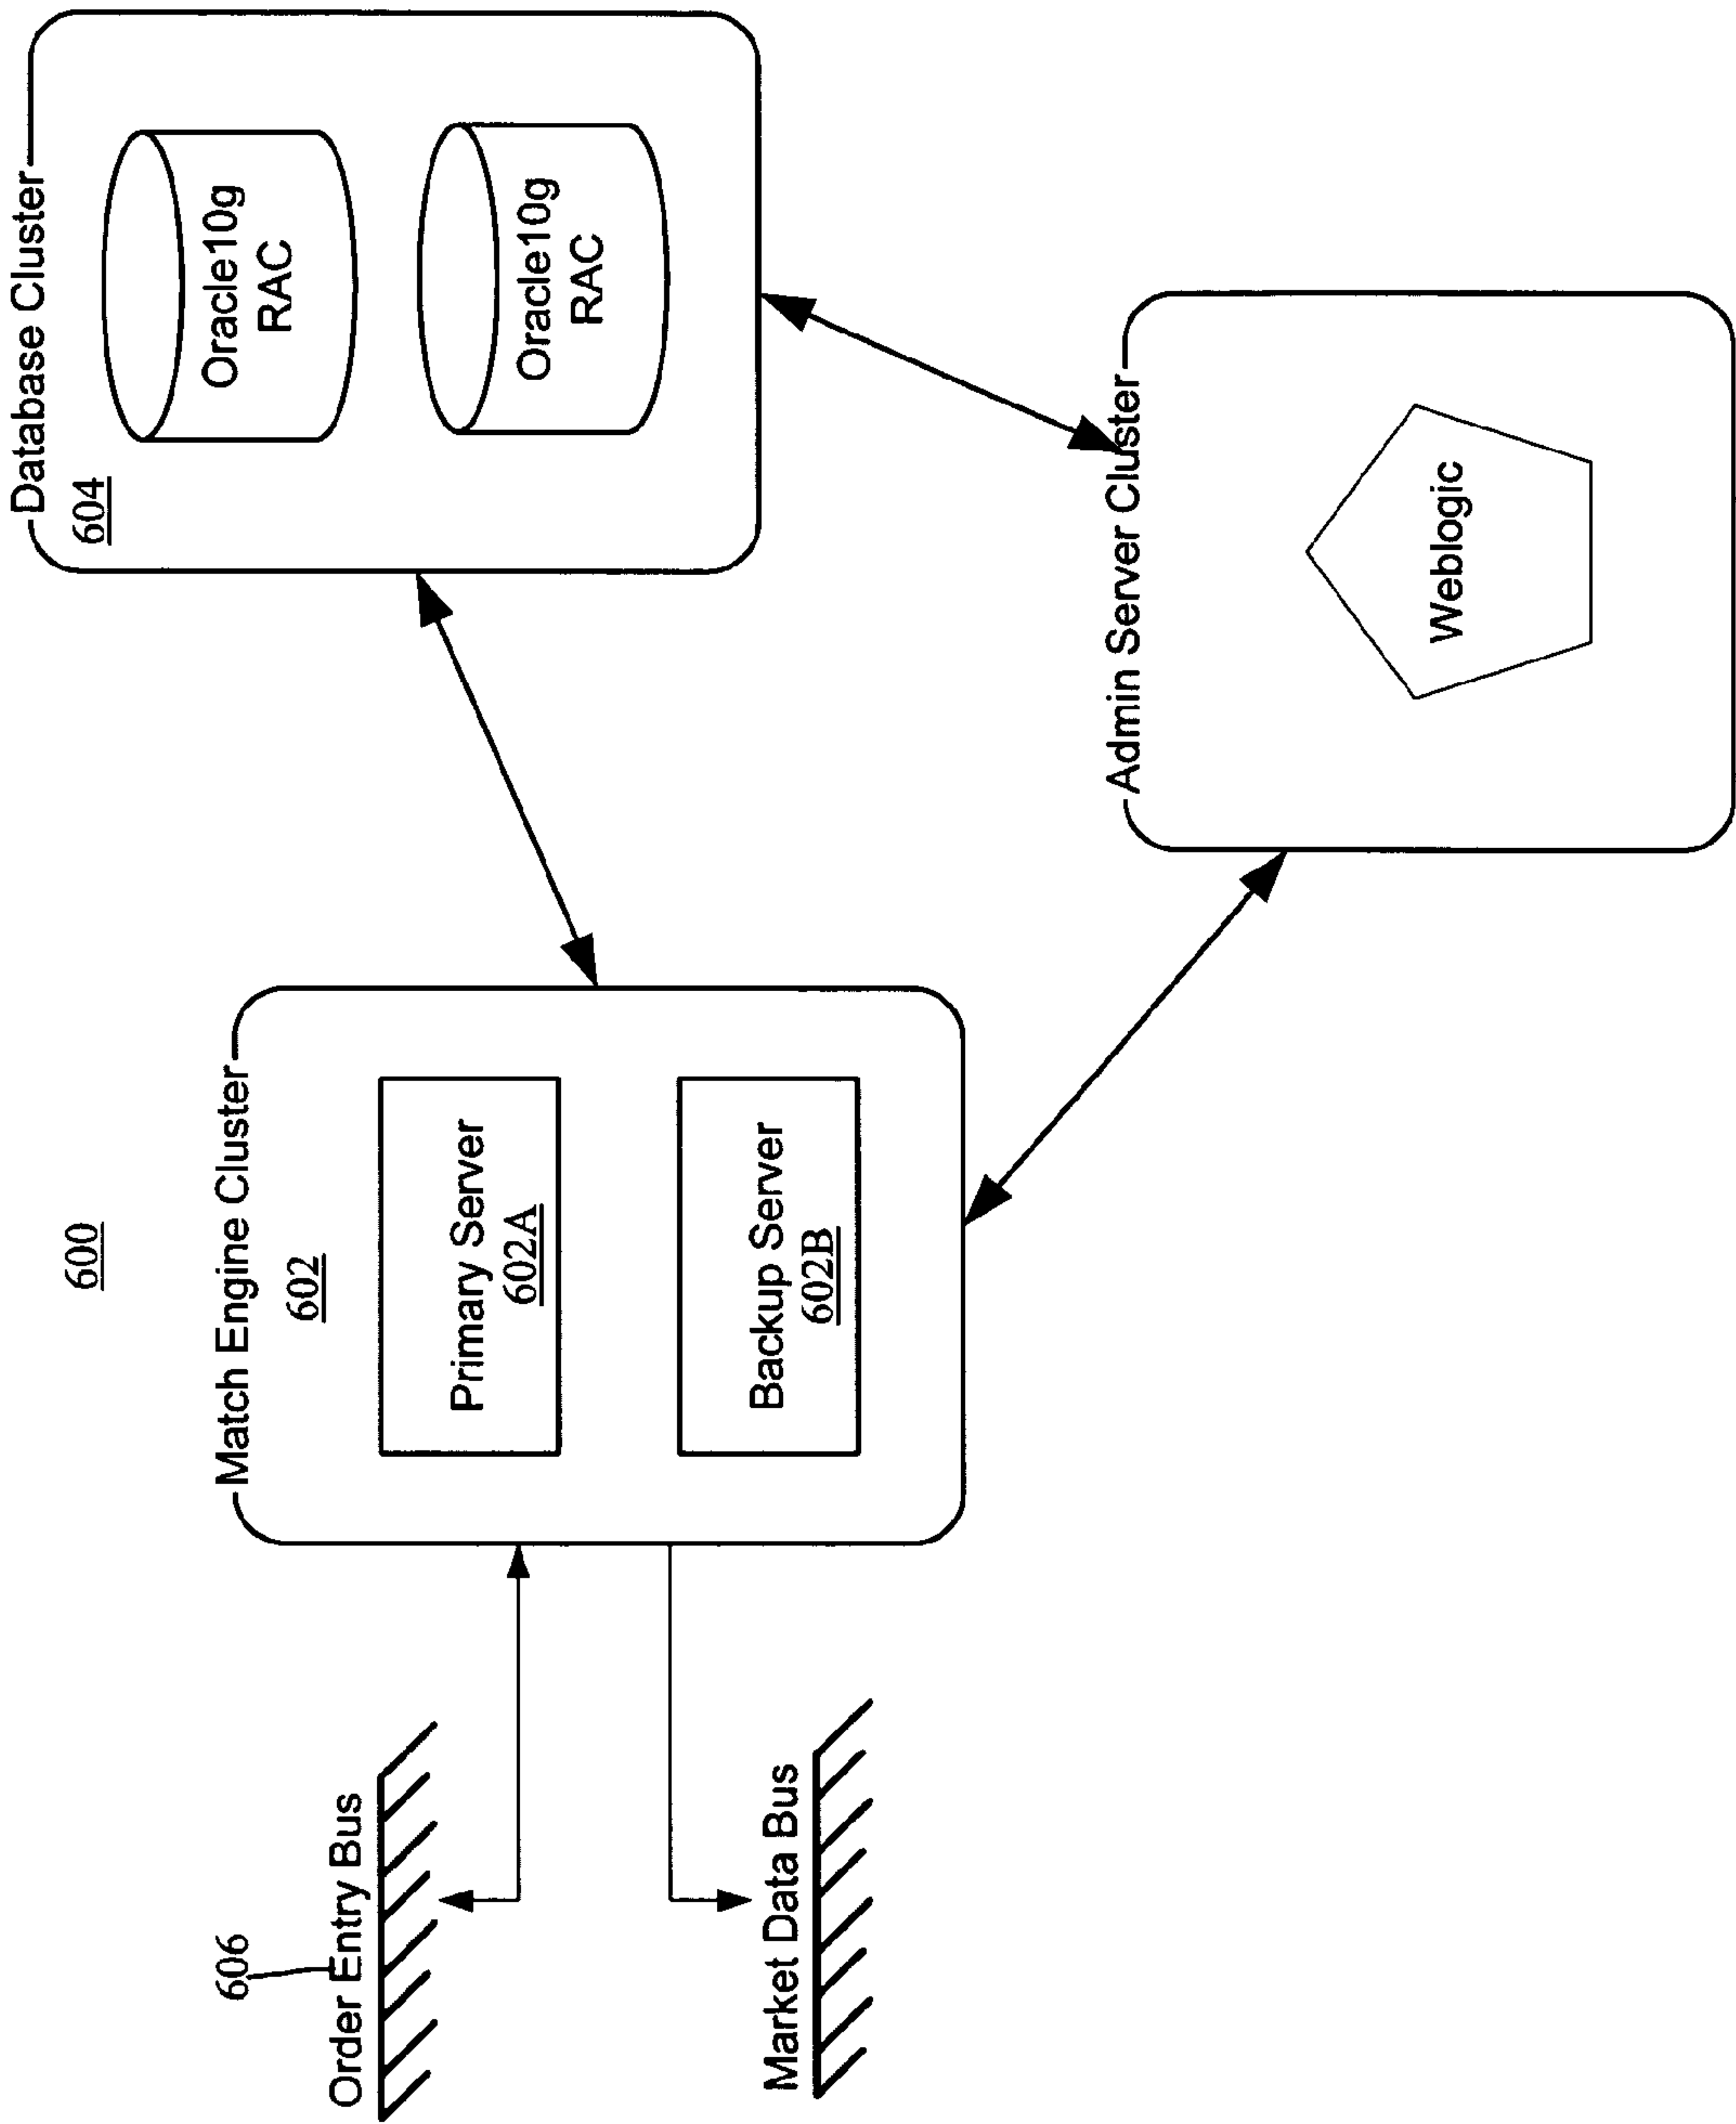 600
Database Cluster
604
Oracle10g
RAC
Oracle10g
RAC
Match Engine Cluster
602
Primary Server
602A
Backup Server
602B
606
Order Entry Bus
Market Data Bus
Admin Server Cluster
Weblogic